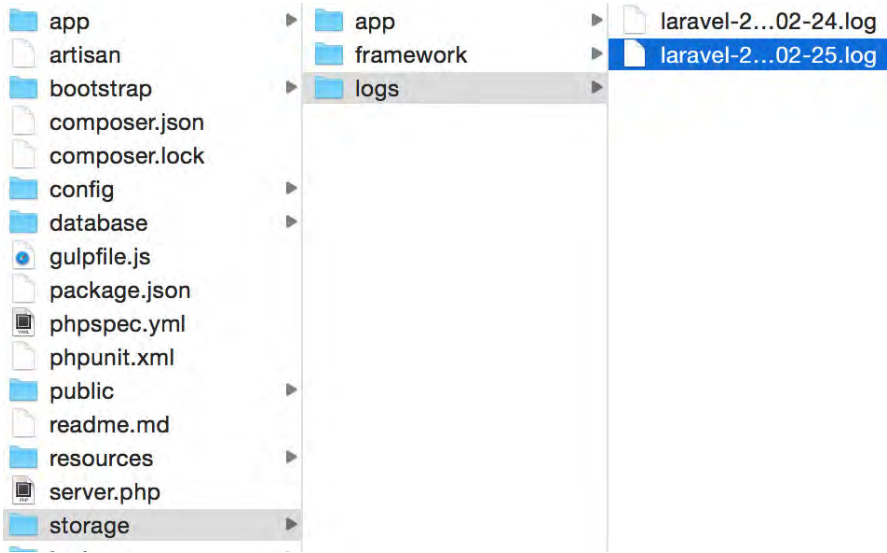 app
artisan
bootstrap
composer.json
composer.lock
config
database
gulpfile.js
package.json
phpspec.yml
phpunit.xml
public
readme.md
resources
server.php
storage
app
framework
logs
laravel-2...02-24.log
laravel-2...02-25.log